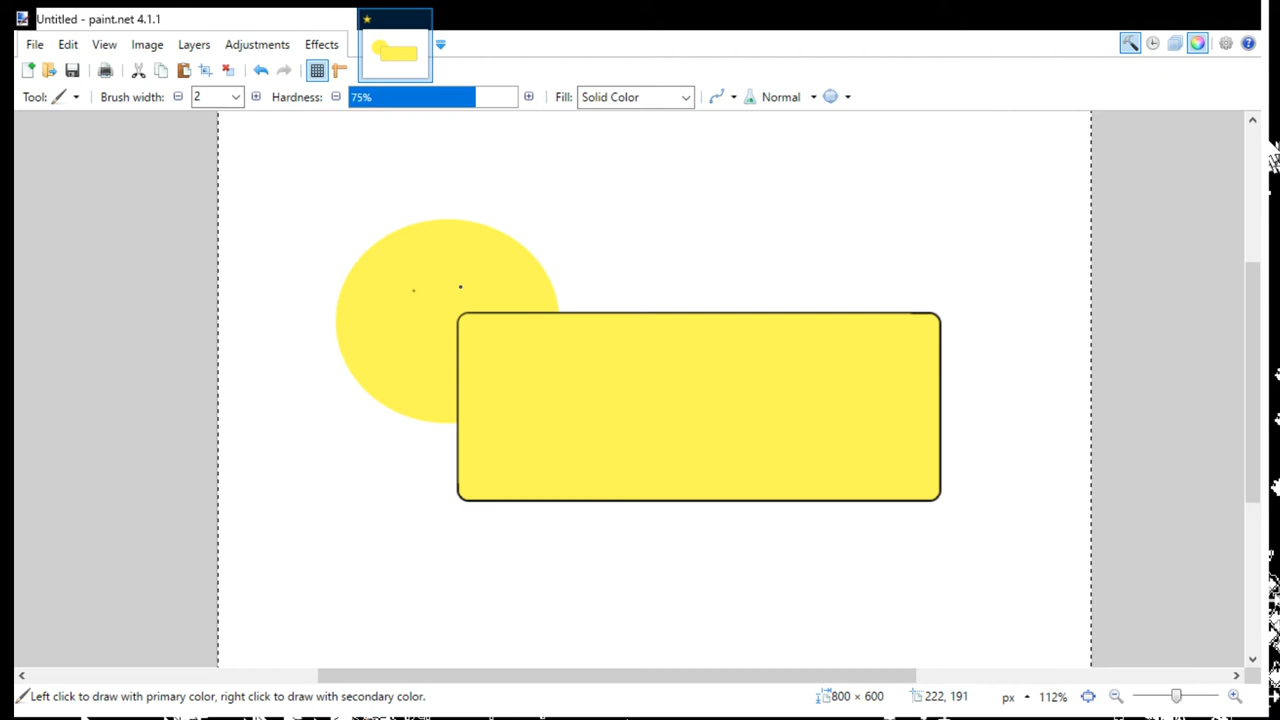 Untitled - paint.net 4.1.1
File Edit View Image Layers Adjustments Effects
Tool: Brush width: 2 Hardness: 75% Fill: Solid Color Normal
Left click to draw with primary color, right click to draw with secondary color. 800 × 600 222, 191 px 112%